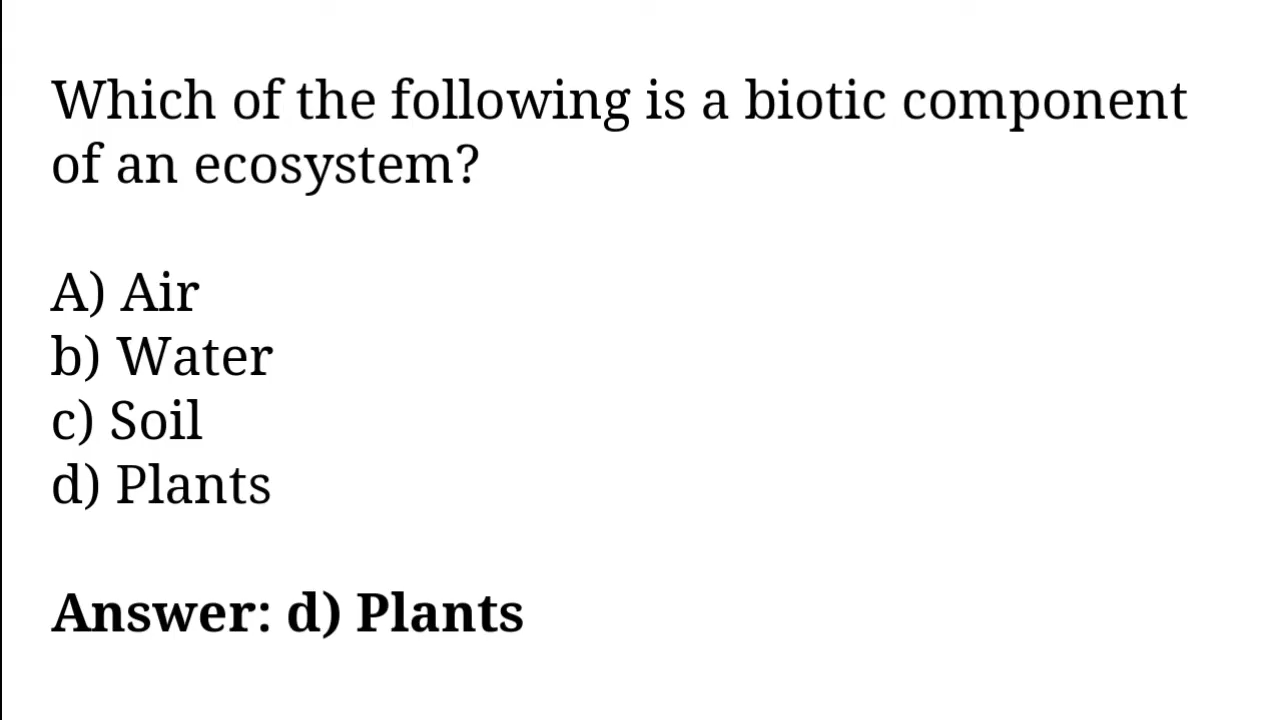 Which of the following is a biotic component
of an ecosystem?
A) Air
b) Water
c) Soil
d) Plants
Answer: d) Plants